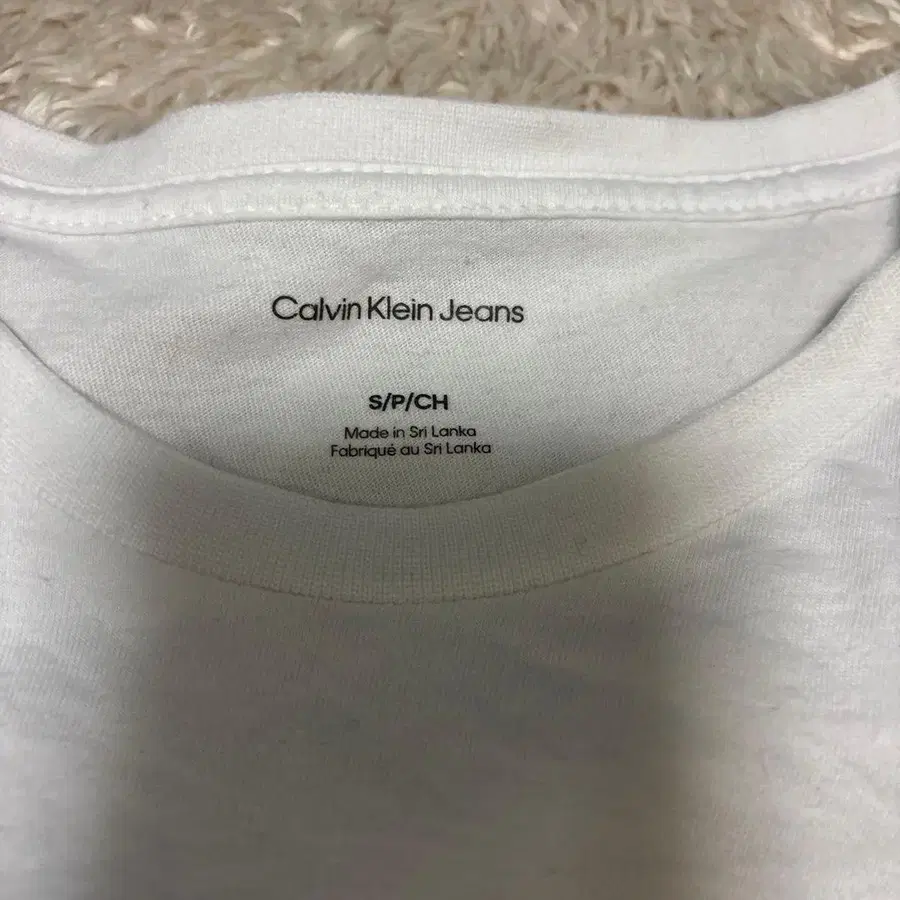 Calvin Klein Jeans
S/P/CH
Made in Sri Lanka
Fabriqué au Sri Lanka